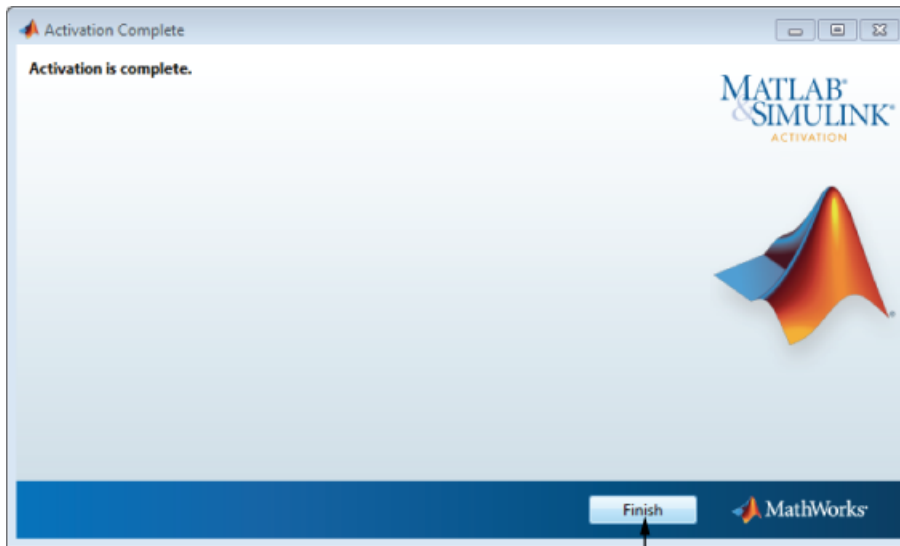 Activation Complete
Activation is complete.
MATLAB®
&SIMULINK®
ACTIVATION
®
Finish
MathWorks®